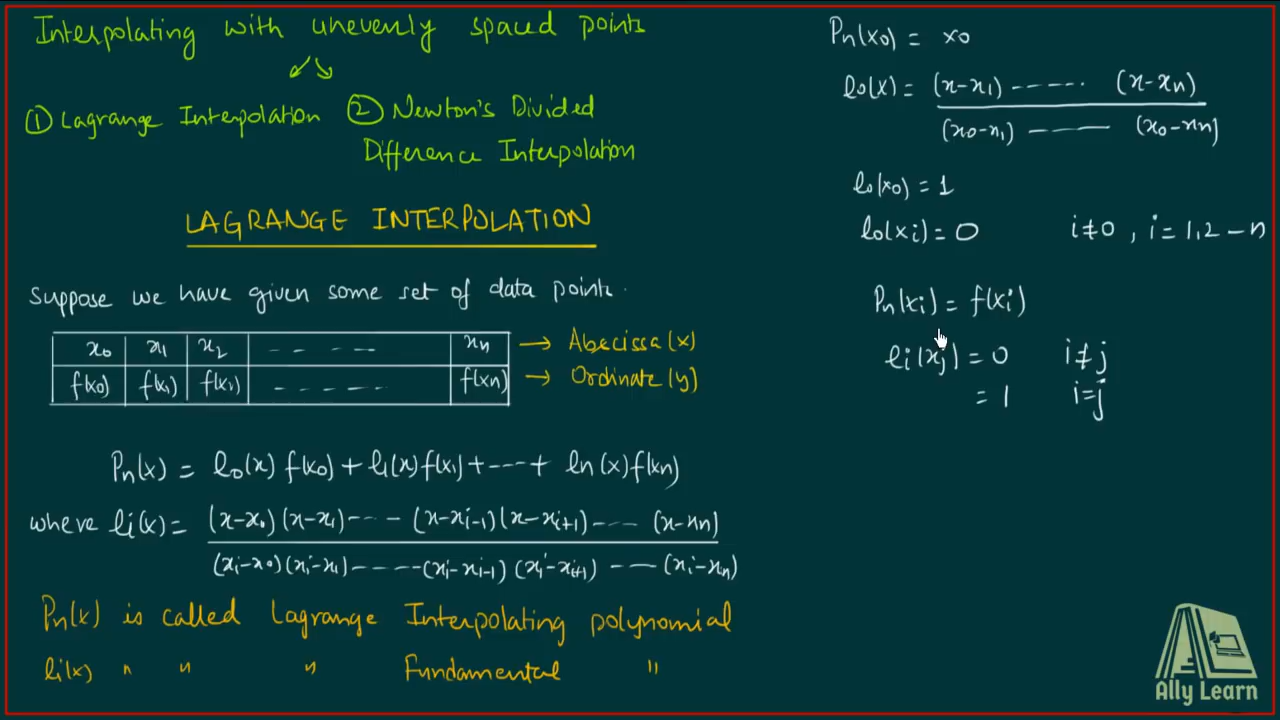 Interpolating with unevenly spaced points
① Lagrange Interpolation ② Newton's Divided
Difference Interpolation
LAGRANGE INTERPOLATION
Suppose we have given some set of data points.
x0 x1 x2 ------ xn → Abscissa(x)
f(x0) f(x1) f(x1) ------ f(xn) → Ordinate(y)
Pn(x) = l0(x) f(x0) + l1(x) f(x1) + ---- + ln(x) f(xn)
where li(x) = (x-x0)(x-x1)----(x-xi-1)(x-xi+1)----(x-xn)
(xi-x0)(xi-x1)------(xi-xi-1)(xi-xi+1)----(xi-xn)
Pn(x) is called Lagrange Interpolating polynomial
li(x) " " " Fundamental "
Pn(x0) = x0
l0(x) = (x-x1)------(x-xn)
(x0-x1)------(x0-xn)
l0(x0) = 1
l0(xi) = 0 i≠0, i=1,2-n
Pn(xi) = f(xi)
li(xj) = 0 i≠j
= 1 i=j
Ally Learn